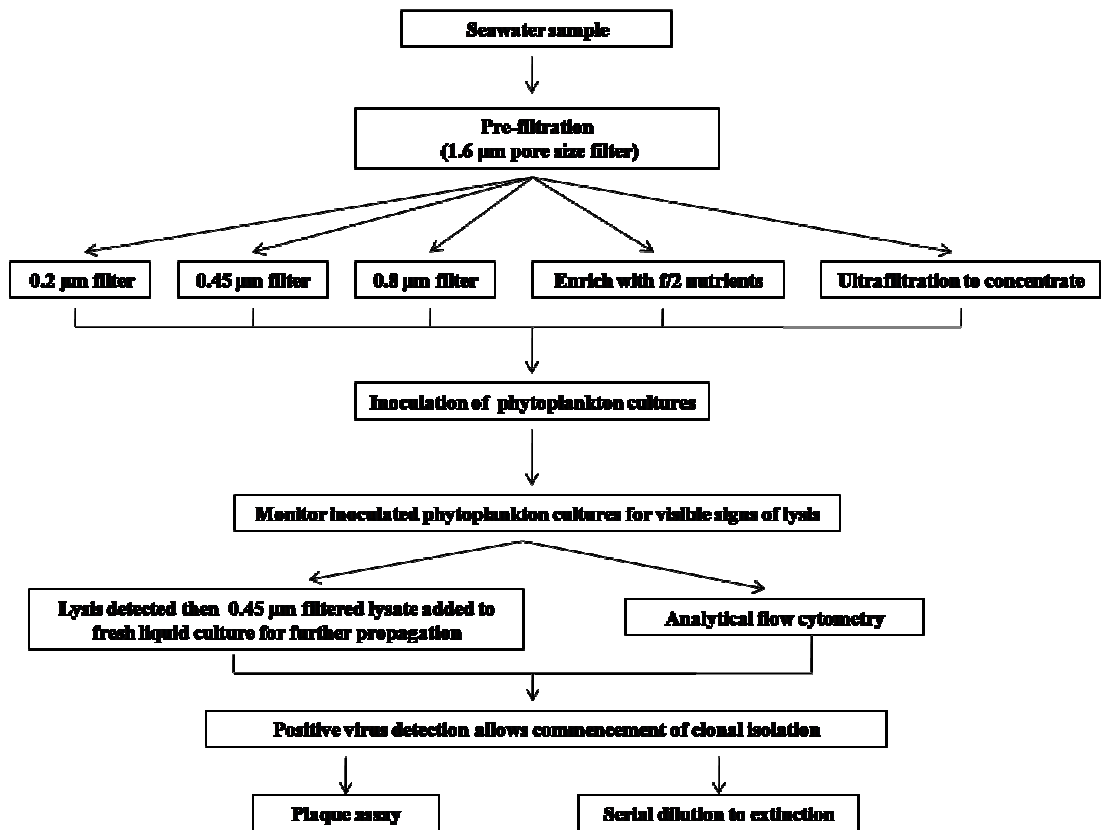 Seawater sample
Pre-filtration
(1.6 µm pore size filter)
0.2 µm filter
0.45 µm filter
0.8 µm filter
Enrich with f/2 nutrients
Ultrafiltration to concentrate
Inoculation of phytoplankton cultures
Monitor inoculated phytoplankton cultures for visible signs of lysis
Lysis detected then 0.45 µm filtered lysate added to
fresh liquid culture for further propagation
Analytical flow cytometry
Positive virus detection allows commencement of clonal isolation
Plaque assay
Serial dilution to extinction